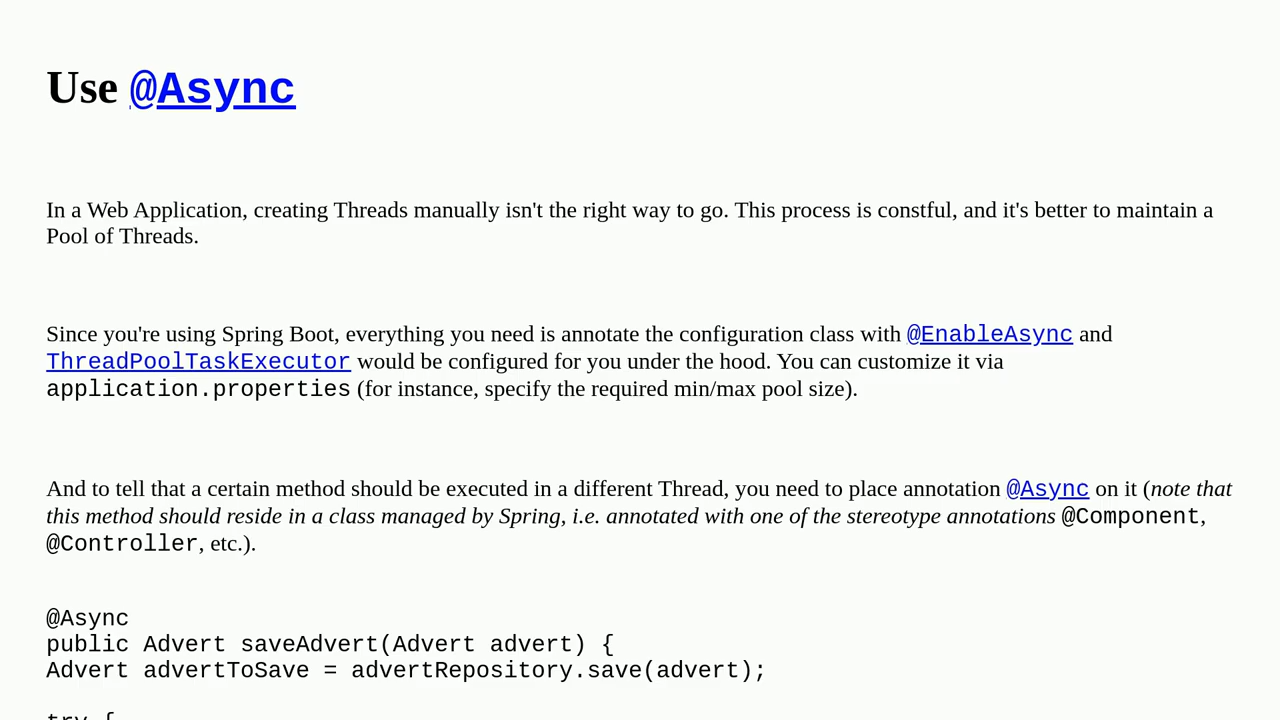 Use @Async
In a Web Application, creating Threads manually isn't the right way to go. This process is constful, and it's better to maintain a
Pool of Threads.
Since you're using Spring Boot, everything you need is annotate the configuration class with @EnableAsync and
ThreadPoolTaskExecutor would be configured for you under the hood. You can customize it via
application.properties (for instance, specify the required min/max pool size).
And to tell that a certain method should be executed in a different Thread, you need to place annotation @Async on it (note that
this method should reside in a class managed by Spring, i.e. annotated with one of the stereotype annotations @Component,
@Controller, etc.).
@Async
public Advert saveAdvert(Advert advert) {
Advert advertToSave = advertRepository.save(advert);
try {